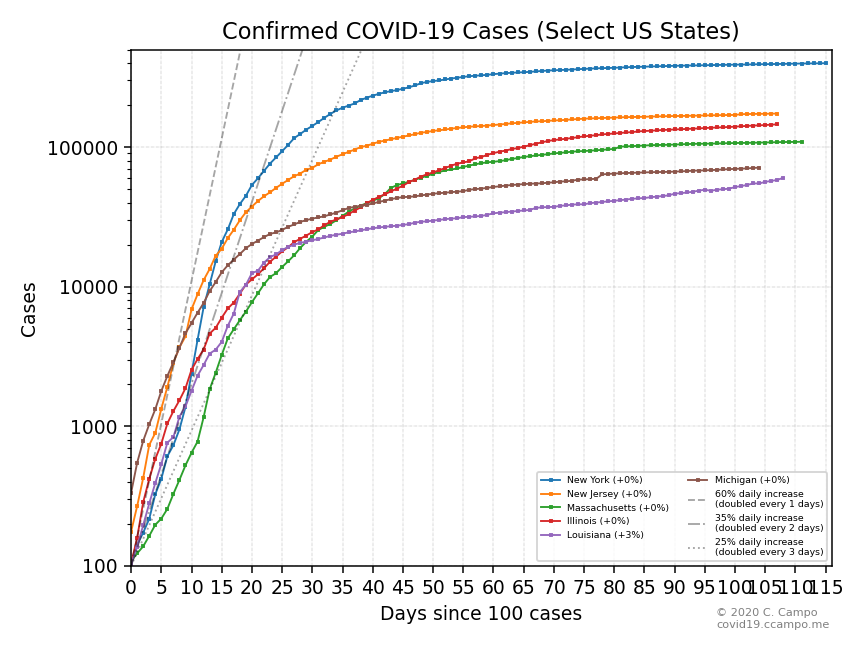 Confirmed COVID-19 Cases (Select US States)
Cases
100000
10000
1000
100
0 5 10 15 20 25 30 35 40 45 50 55 60 65 70 75 80 85 90 95 100 105 110 115
Days since 100 cases
New York (+0%)
New Jersey (+0%)
Massachusetts (+0%)
Illinois (+0%)
Louisiana (+3%)
Michigan (+0%)
60% daily increase
(doubled every 1 days)
35% daily increase
(doubled every 2 days)
25% daily increase
(doubled every 3 days)
© 2020 C. Campo
covid19.ccampo.me